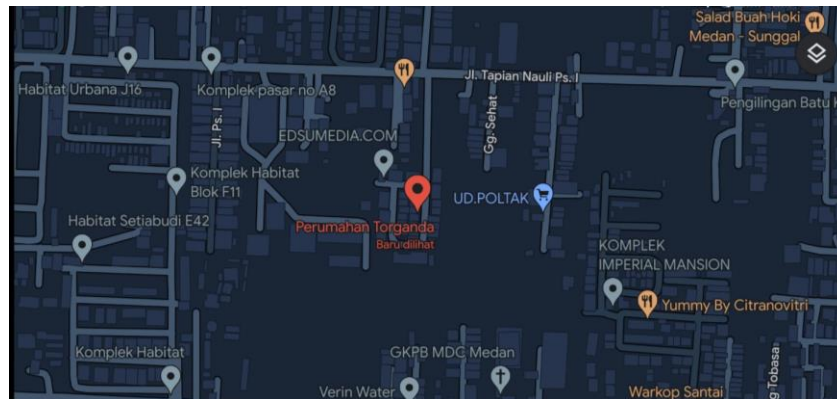 Salad Buah Hoki
Medan - Sunggal
Jl. Tapian Nauli Ps. I
Habitat Urbana J16
Komplek pasar no A8
Pengilingan Batu
Jl. Ps. I
EDSUMEDIA.COM
Gg. Sehat
Komplek Habitat
Blok F11
UD.POLTAK
Habitat Setiabudi E42
Perumahan Torganda
Baru dilihat
KOMPLEK
IMPERIAL MANSION
Yummy By Citranovitri
Komplek Habitat
GKPB MDC Medan
Verin Water
Warkop Santai
g Tobasa